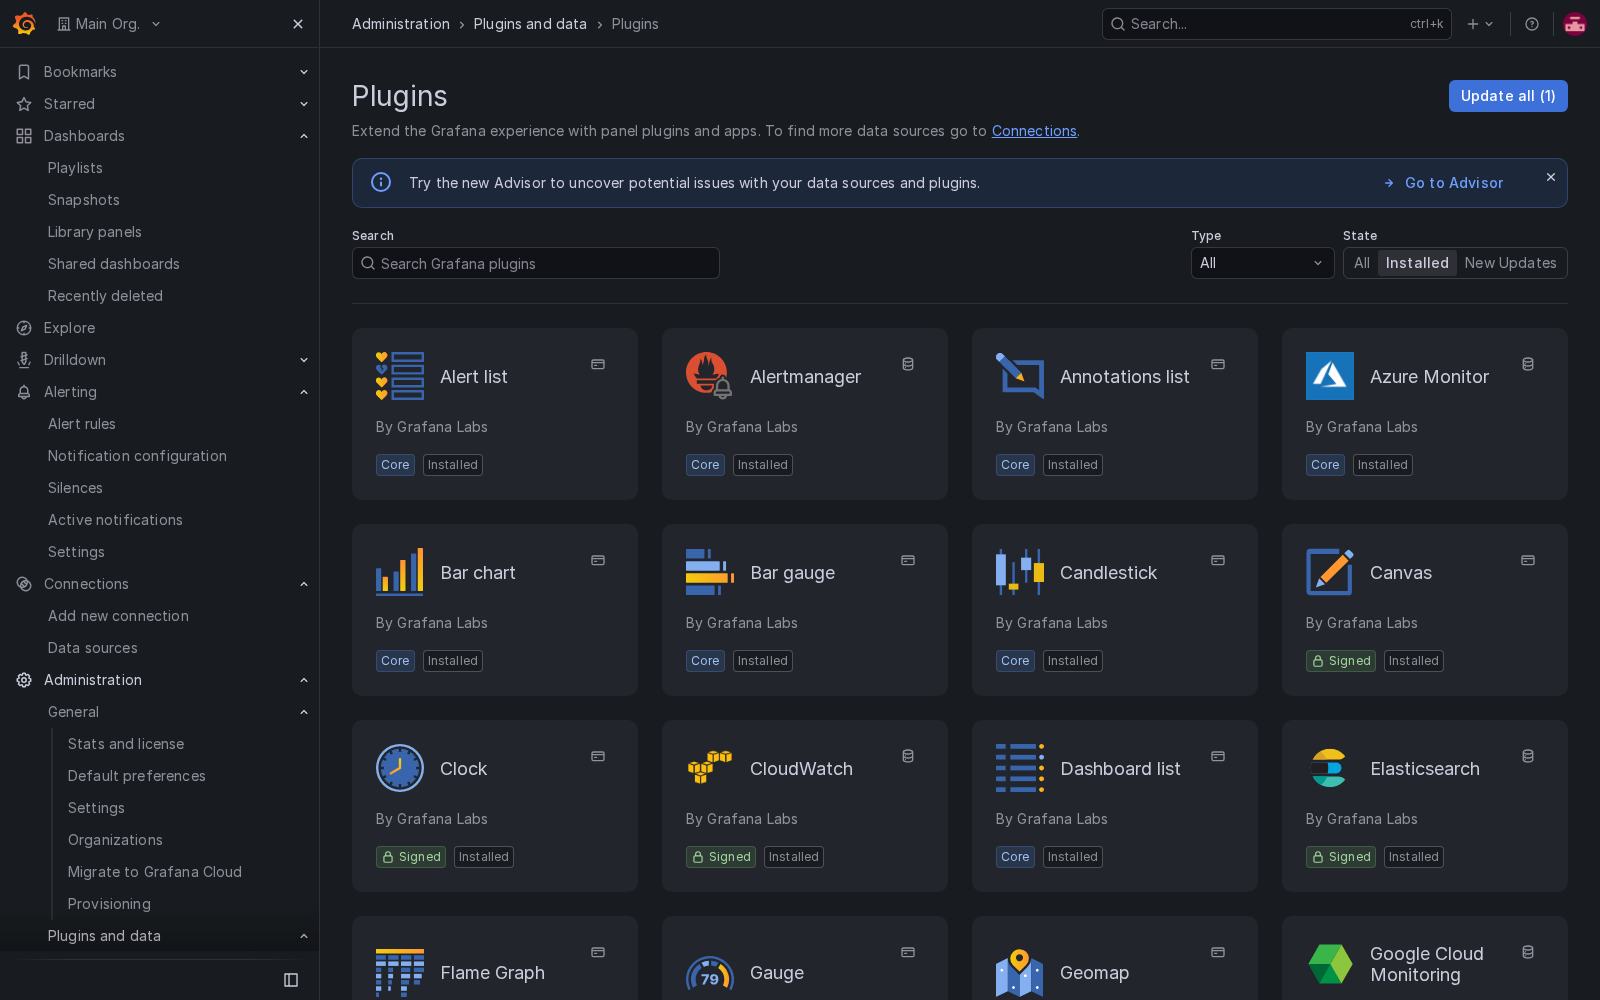 Main Org.
Administration
Plugins and data
Plugins
Search...
ctrl+k
Bookmarks
Starred
Dashboards
Playlists
Snapshots
Library panels
Shared dashboards
Recently deleted
Explore
Drilldown
Alerting
Alert rules
Notification configuration
Silences
Active notifications
Settings
Connections
Add new connection
Data sources
Administration
General
Stats and license
Default preferences
Settings
Organizations
Migrate to Grafana Cloud
Provisioning
Plugins and data
Plugins
Update all (1)
Extend the Grafana experience with panel plugins and apps. To find more data sources go to Connections.
Try the new Advisor to uncover potential issues with your data sources and plugins.
Go to Advisor
Search
Search Grafana plugins
Type
All
State
All
Installed
New Updates
Alert list
By Grafana Labs
Core
Installed
Alertmanager
By Grafana Labs
Core
Installed
Annotations list
By Grafana Labs
Core
Installed
Azure Monitor
By Grafana Labs
Core
Installed
Bar chart
By Grafana Labs
Core
Installed
Bar gauge
By Grafana Labs
Core
Installed
Candlestick
By Grafana Labs
Core
Installed
Canvas
By Grafana Labs
Signed
Installed
Clock
By Grafana Labs
Signed
Installed
CloudWatch
By Grafana Labs
Signed
Installed
Dashboard list
By Grafana Labs
Core
Installed
Elasticsearch
By Grafana Labs
Signed
Installed
Flame Graph
79
Gauge
Geomap
Google Cloud
Monitoring